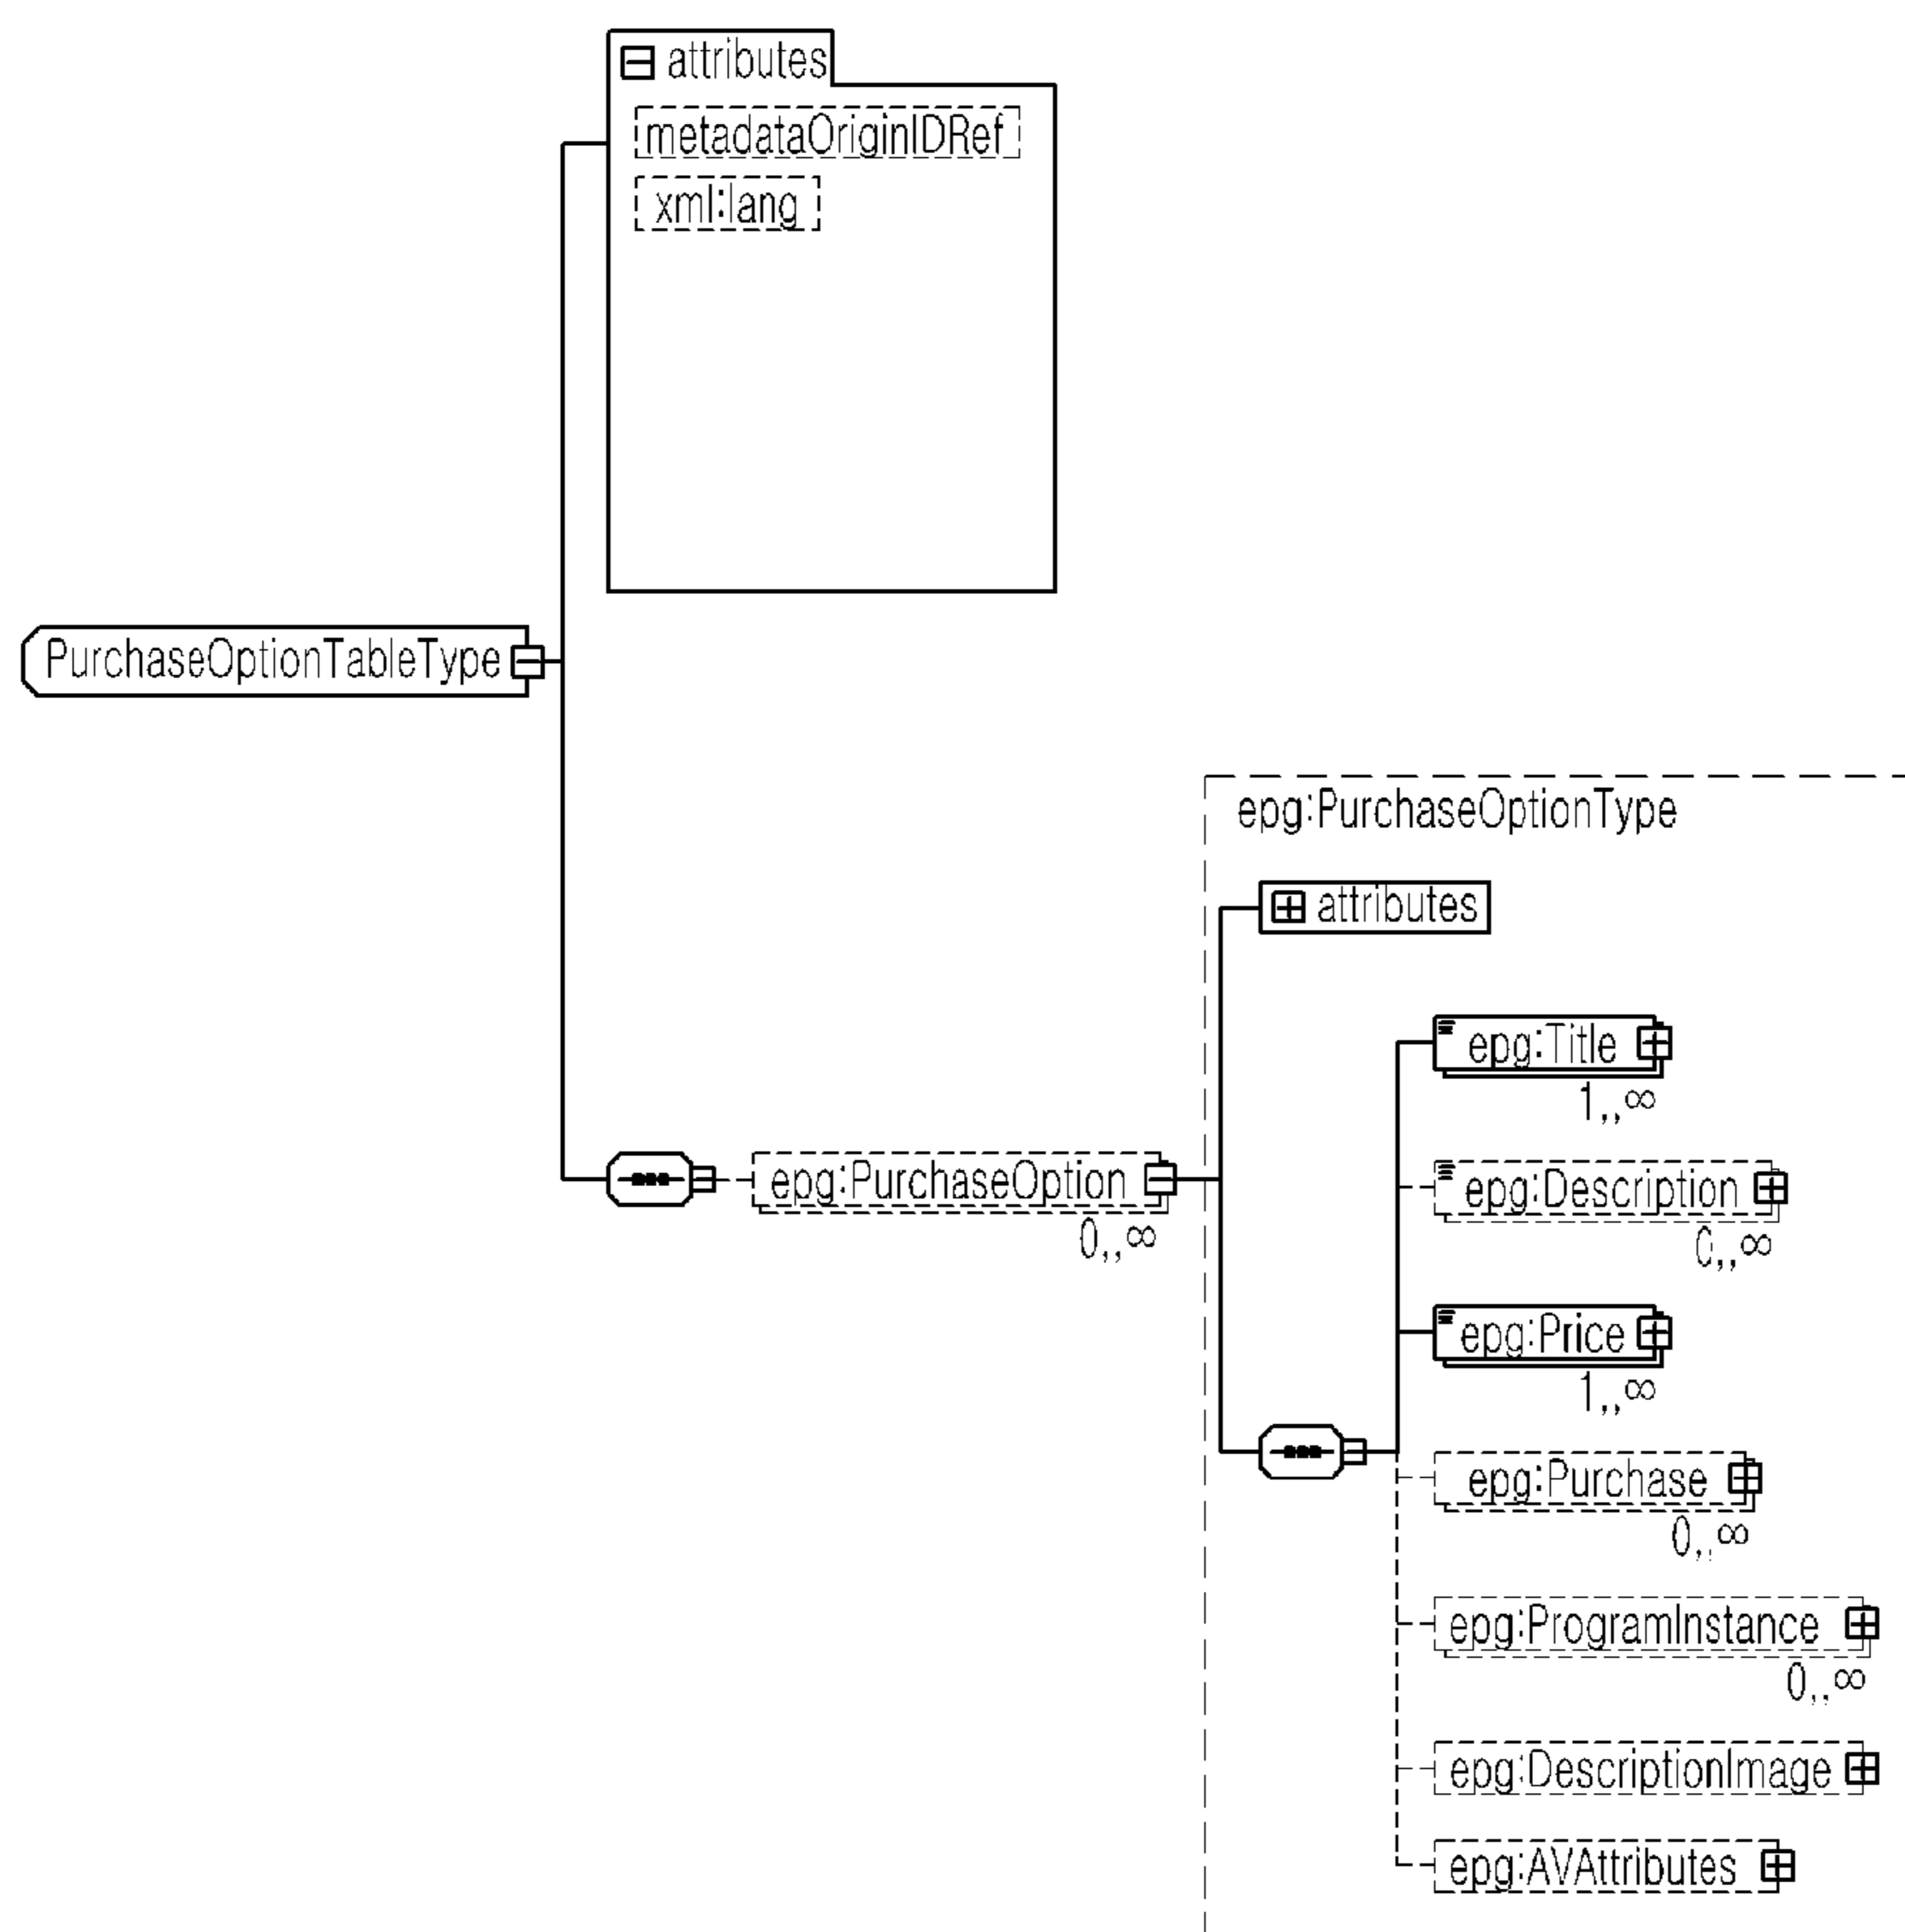 attributes
metadataOriginIDRef
xml:lang
PurchaseOptionTableType
epg:PurchaseOptionType
attributes
epg:Title
1,,∞
epg:Description
0,,∞
epg:PurchaseOption
0,,∞
epg:Price
1,,∞
epg:Purchase
0,,∞
epg:ProgramInstance
0,,∞
epg:DescriptionImage
epg:AVAttributes